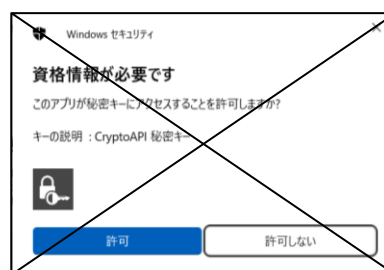 Windows セキュリティ
資格情報が必要です
このアプリが秘密キーにアクセスすることを許可しますか?
キーの説明 : CryptoAPI 秘密キー
許可
許可しない